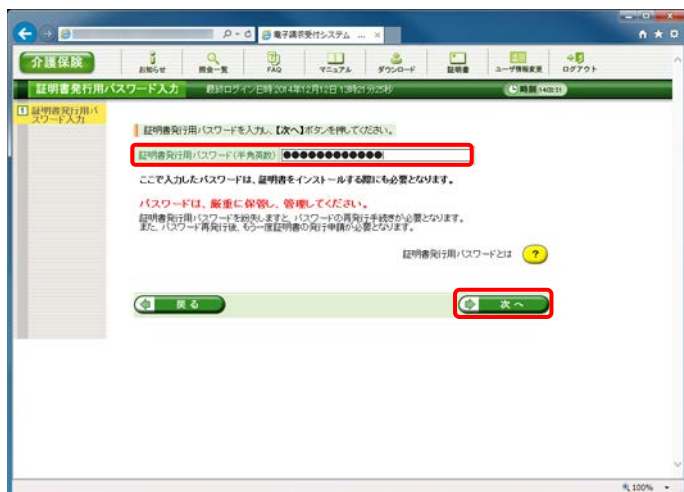 電子請求受付システム ...
介護保険
お知らせ 照会一覧 FAQ マニュアル ダウンロード 証明書 ユーザ情報変更 ログアウト
証明書発行用パスワード入力 最終ログイン日時 2014年12月12日 13時21分25秒 時刻
1 証明書発行用パスワード入力
証明書発行用パスワードを入力し、【次へ】ボタンを押してください。
証明書発行用パスワード(半角英数) ●●●●●●●●●●●●
ここで入力したパスワードは、証明書をインストールする際にも必要となります。
パスワードは、厳重に保管し、管理してください。
証明書発行用パスワードを紛失しますと、パスワードの再発行手続きが必要となります。
また、パスワード再発行後、もう一度証明書の発行申請が必要となります。
証明書発行用パスワードとは ?
戻る 次へ
100%